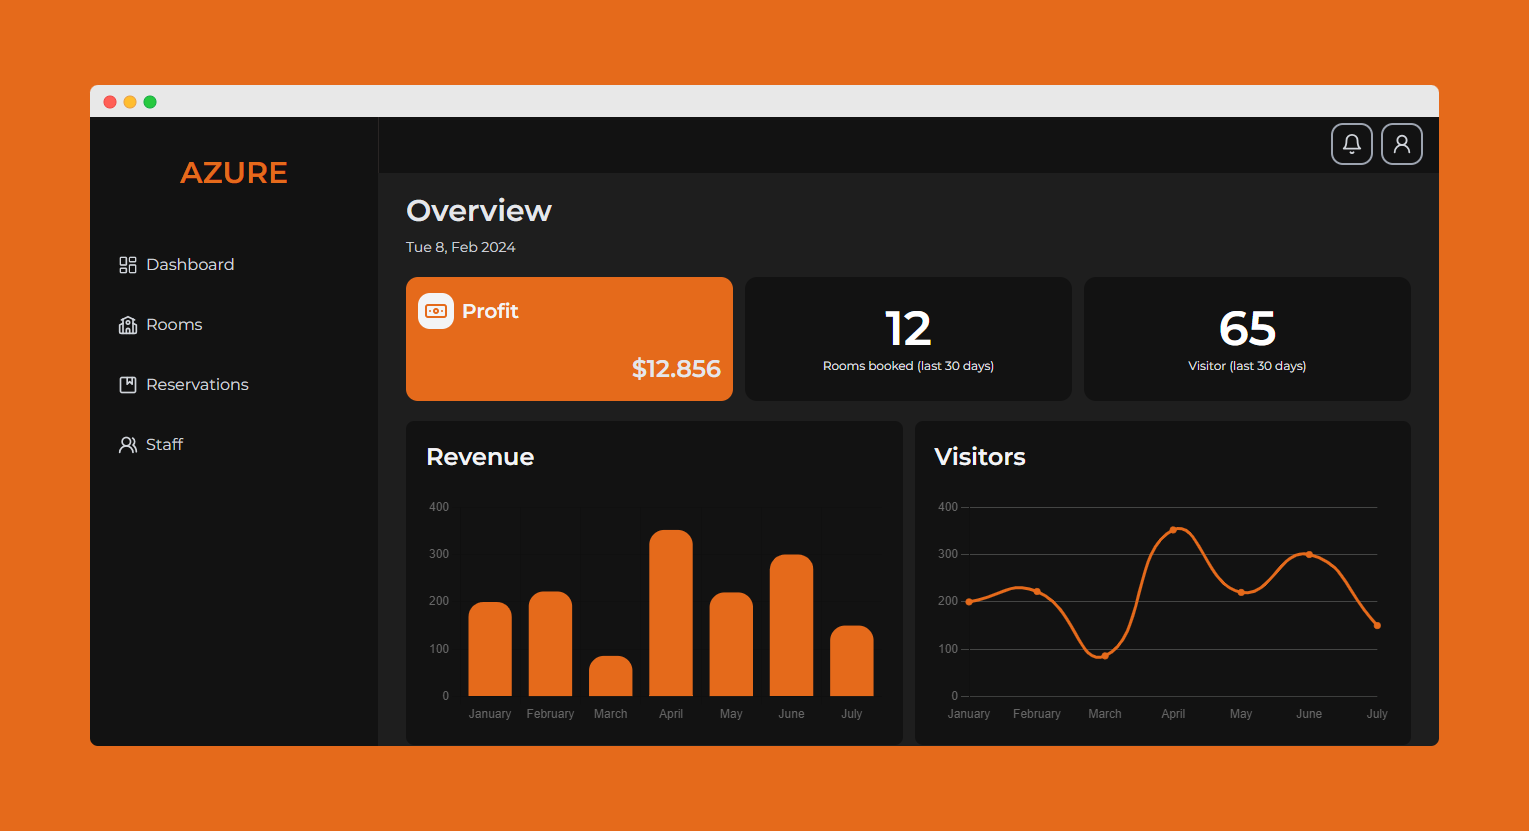 AZURE
Dashboard
Rooms
Reservations
Staff
Overview
Tue 8, Feb 2024
Profit
$12.856
12
Rooms booked (last 30 days)
65
Visitor (last 30 days)
Revenue
400
300
200
100
0
January February March April May June July
Visitors
400
300
200
100
0
January February March April May June July